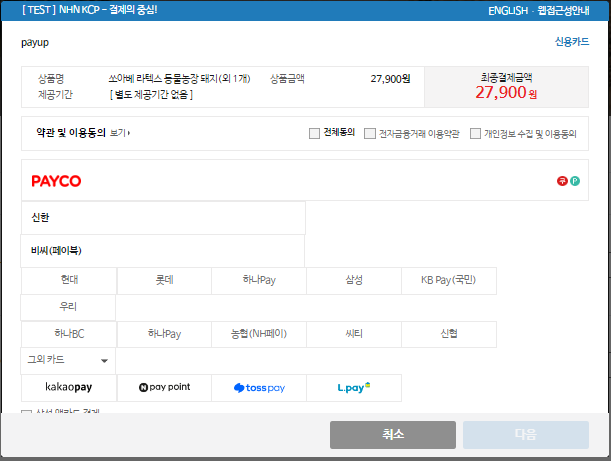 [ TEST ] NHN KCP - 결제의 중심!
ENGLISH · 웹접근성안내
payup
신용카드
상품명 쏘아베 라텍스 동물농장 돼지(외 1개) 상품금액 27,900원
제공기간 [ 별도 제공기간 없음 ]
최종결제금액
27,900 원
약관 및 이용동의 보기 전체동의 전자금융거래 이용약관 개인정보 수집 및 이용동의
PAYCO 쿠 P
신한
비씨(페이북)
현대 롯데 하나Pay 삼성 KB Pay(국민)
우리
하나BC 하나Pay 농협(NH페이) 씨티 신협
그외 카드
kakaopay N pay point toss pay L.pay
취소 다음